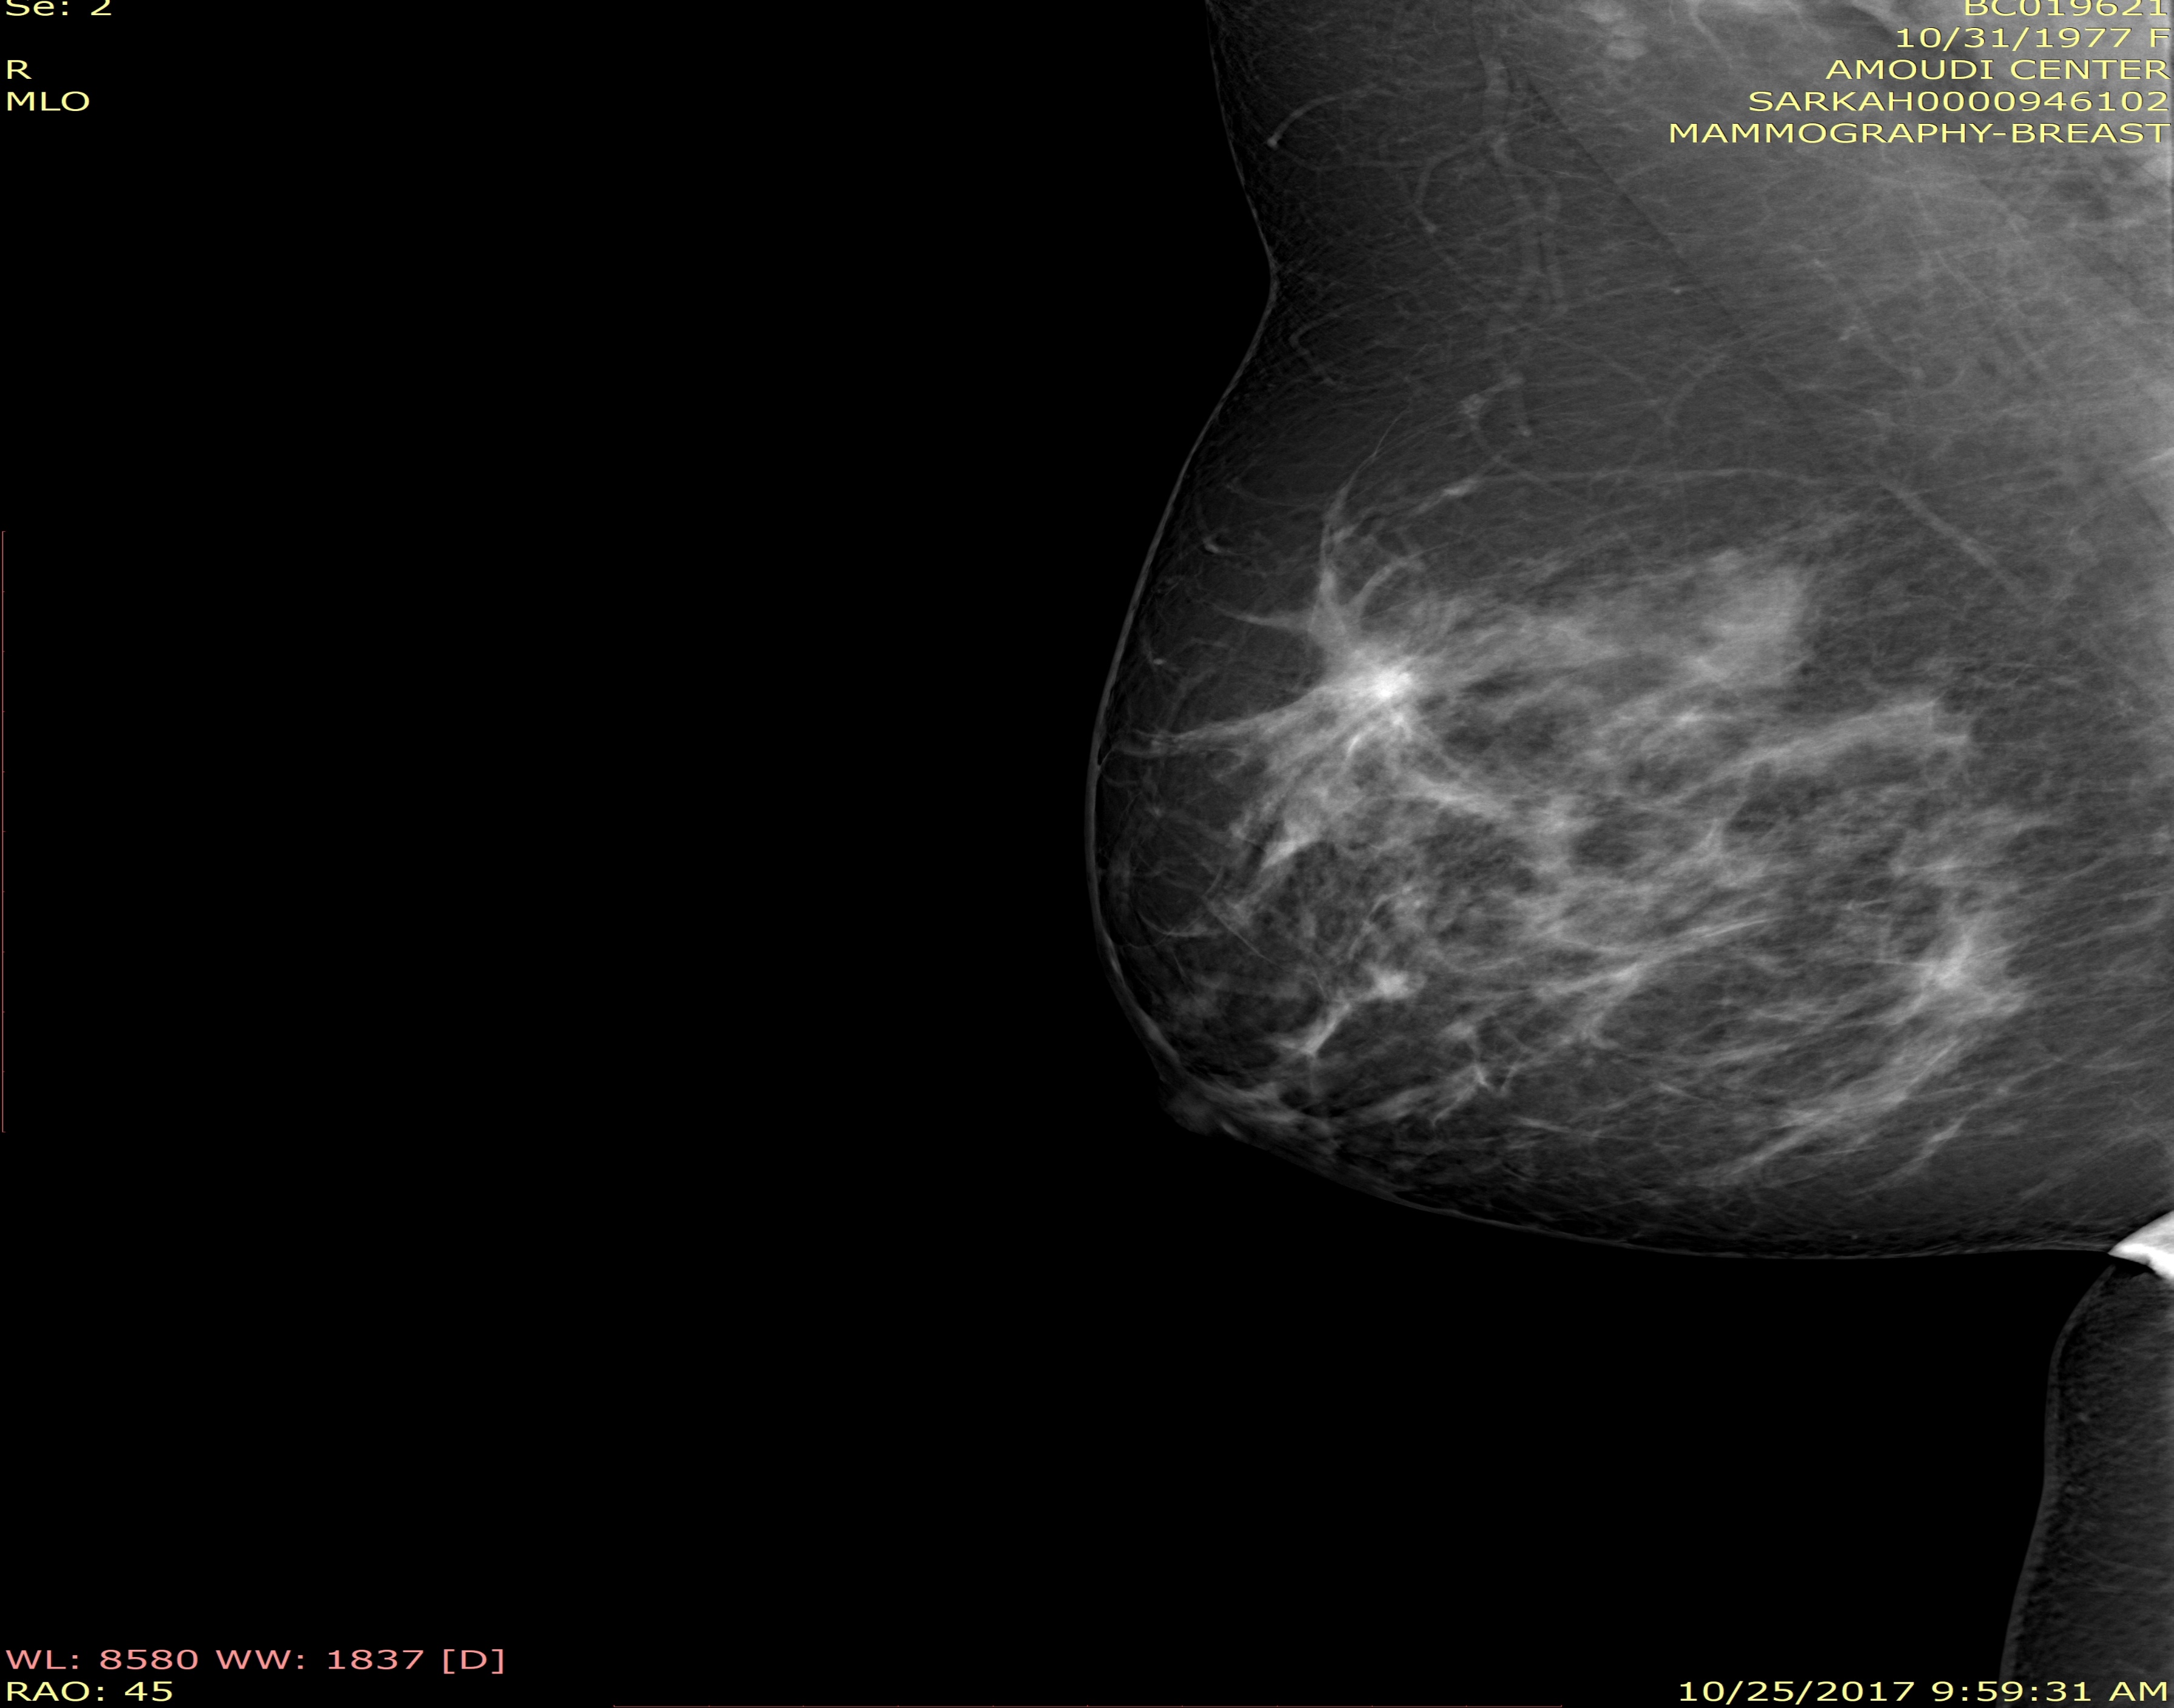 Se: 2
BC019621
10/31/1977 F
R
AMOUDI CENTER
MLO
SARKAH0000946102
MAMMOGRAPHY-BREAST
WL: 8580 WW: 1837 [D]
RAO: 45
10/25/2017 9:59:31 AM